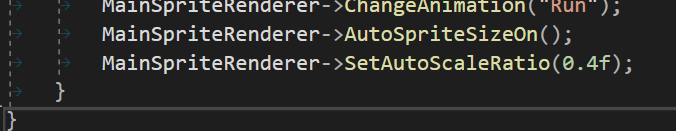 MainSpriteRenderer->ChangeAnimation("Run");
MainSpriteRenderer->AutoSpriteSizeOn();
MainSpriteRenderer->SetAutoScaleRatio(0.4f);
}
}